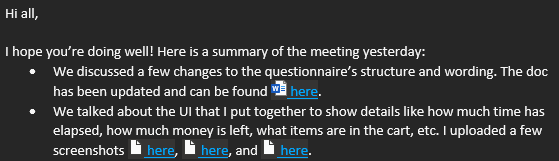 Hi all,
I hope you're doing well! Here is a summary of the meeting yesterday:
• We discussed a few changes to the questionnaire's structure and wording. The doc
has been updated and can be found here.
• We talked about the UI that I put together to show details like how much time has
elapsed, how much money is left, what items are in the cart, etc. I uploaded a few
screenshots here, here, and here.